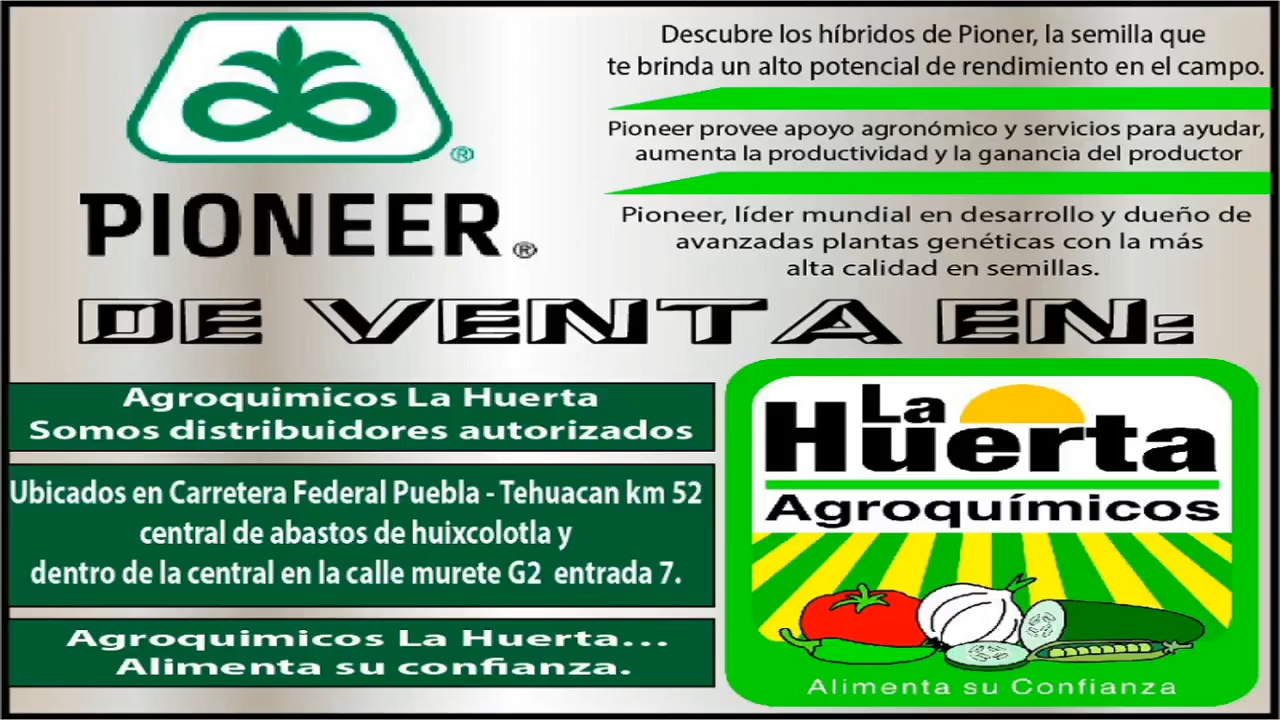 PIONEER®
Descubre los híbridos de Pioner, la semilla que
te brinda un alto potencial de rendimiento en el campo.
Pioneer provee apoyo agronómico y servicios para ayudar,
aumenta la productividad y la ganancia del productor
Pioneer, líder mundial en desarrollo y dueño de
avanzadas plantas genéticas con la más
alta calidad en semillas.
DE VENTA EN:
Agroquimicos La Huerta
Somos distribuidores autorizados
Ubicados en Carretera Federal Puebla - Tehuacan km 52
central de abastos de huixcolotla y
dentro de la central en la calle murete G2 entrada 7.
Agroquimicos La Huerta...
Alimenta su confianza.
La
Huerta
Agroquímicos
Alimenta su Confianza